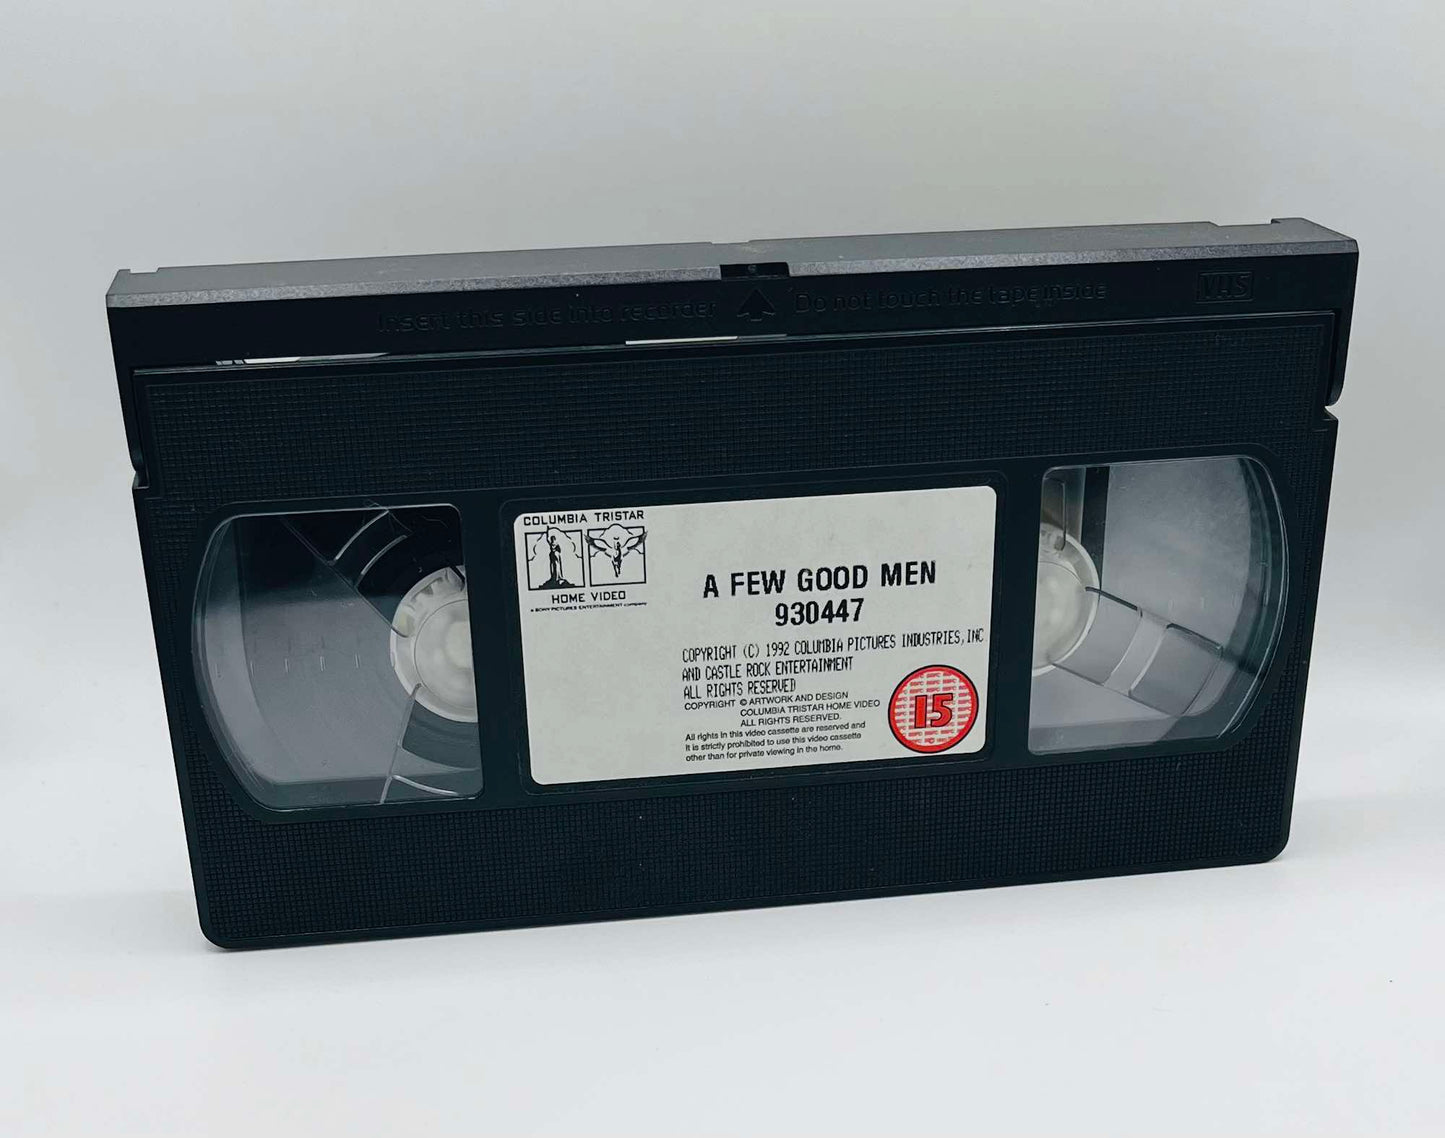 Insert this side into recorder Do not touch the tape inside VHS
COLUMBIA TRISTAR
HOME VIDEO
A SONY PICTURES ENTERTAINMENT COMPANY
A FEW GOOD MEN
930447
COPYRIGHT (C) 1992 COLUMBIA PICTURES INDUSTRIES, INC
AND CASTLE ROCK ENTERTAINMENT
ALL RIGHTS RESERVED
COPYRIGHT © ARTWORK AND DESIGN
COLUMBIA TRISTAR HOME VIDEO
ALL RIGHTS RESERVED.
All rights in this video cassette are reserved and
it is strictly prohibited to use this video cassette
other than for private viewing in the home.
15